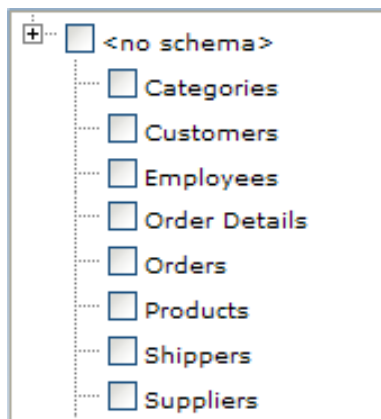 <no schema>
Categories
Customers
Employees
Order Details
Orders
Products
Shippers
Suppliers